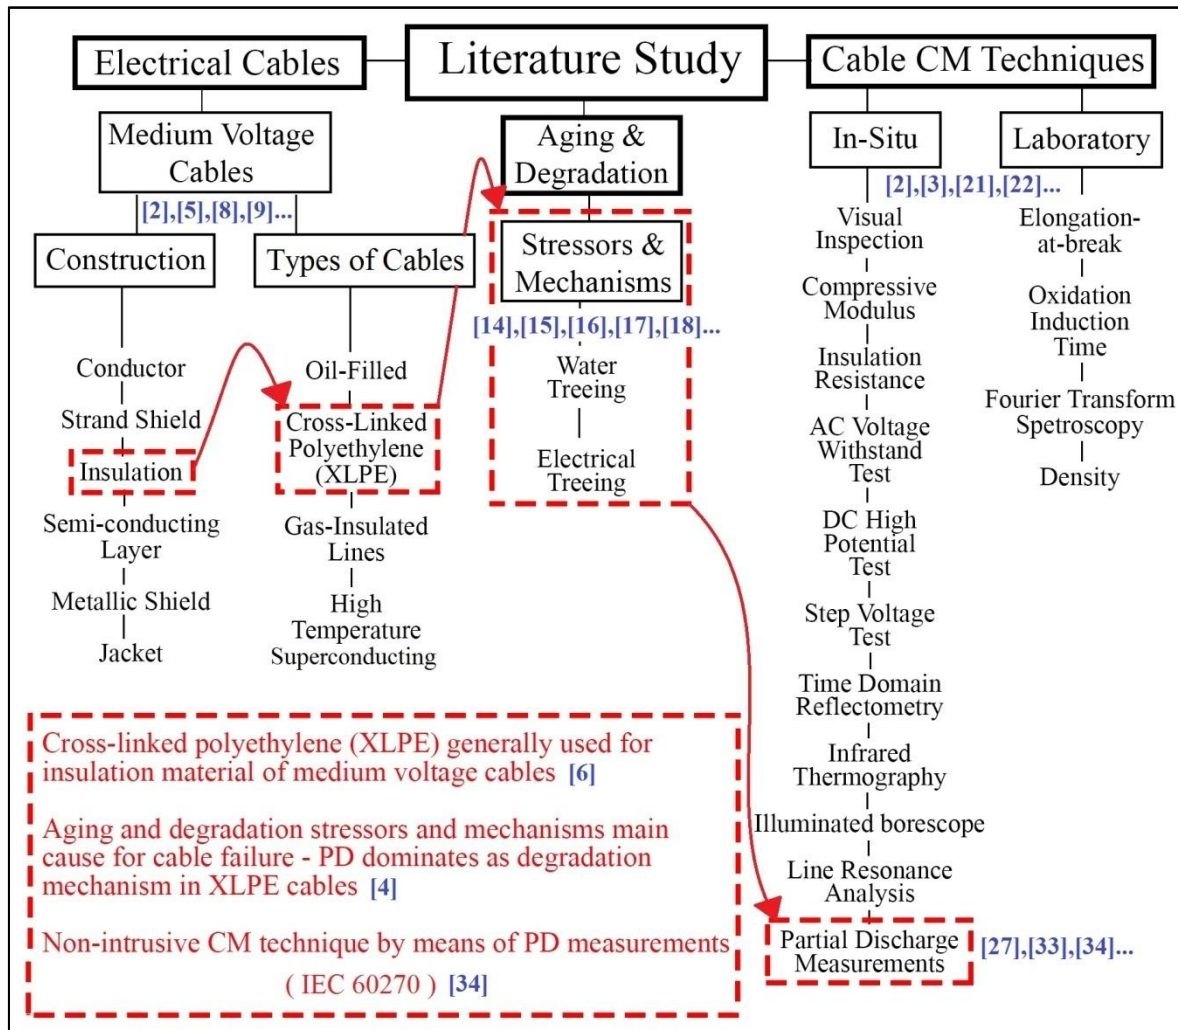 Literature Study
Electrical Cables
Medium Voltage
Cables
[2],[5],[8],[9]...
Construction
Conductor
Strand Shield
Insulation
Semi-conducting
Layer
Metallic Shield
Jacket
Types of Cables
Oil-Filled
Cross-Linked
Polyethylene
(XLPE)
Gas-Insulated
Lines
High
Temperature
Superconducting
Aging &
Degradation
Stressors &
Mechanisms
[14],[15],[16],[17],[18]...
Water
Treeing
Electrical
Treeing
Cable CM Techniques
In-Situ
Laboratory
[2],[3],[21],[22]...
Visual
Inspection
Compressive
Modulus
Insulation
Resistance
AC Voltage
Withstand
Test
DC High
Potential
Test
Step Voltage
Test
Time Domain
Reflectometry
Infrared
Thermography
Illuminated borescope
Line Resonance
Analysis
Partial Discharge
Measurements
[27],[33],[34]...
Elongation-
at-break
Oxidation
Induction
Time
Fourier Transform
Spetroscopy
Density
Cross-linked polyethylene (XLPE) generally used for
insulation material of medium voltage cables [6]
Aging and degradation stressors and mechanisms main
cause for cable failure - PD dominates as degradation
mechanism in XLPE cables [4]
Non-intrusive CM technique by means of PD measurements
( IEC 60270 ) [34]